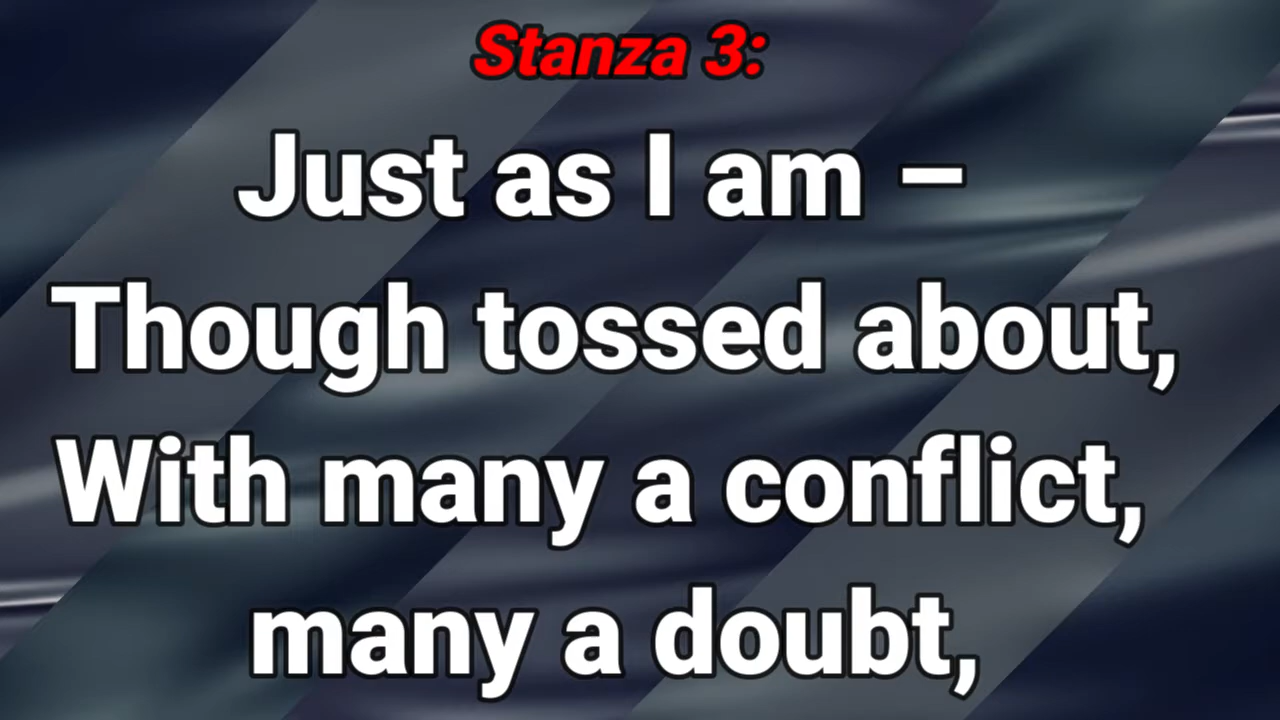 Stanza 3:
Just as I am –
Though tossed about,
With many a conflict,
many a doubt,